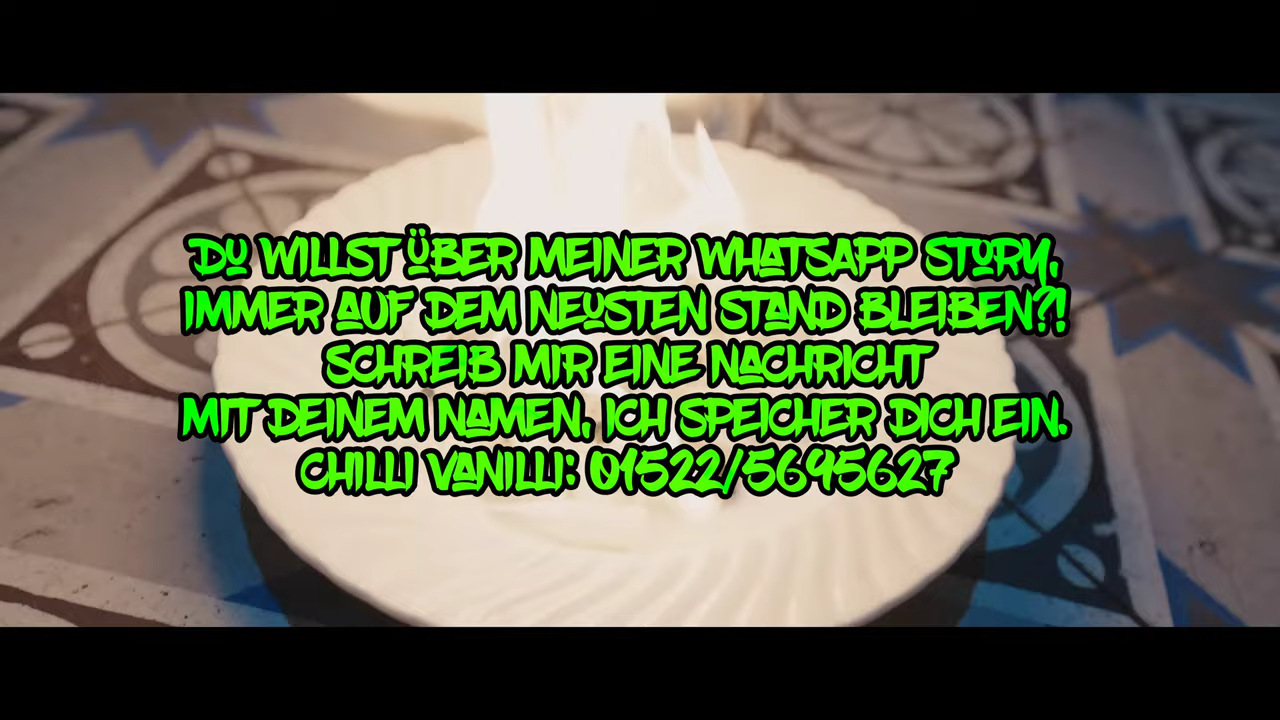 DU WILLST ÜBER MEINER WHATSAPP STORY,
IMMER AUF DEM NEUSTEN STAND BLEIBEN?!
SCHREIB MIR EINE NACHRICHT
MIT DEINEM NAMEN, ICH SPEICHER DICH EIN.
CHILLI VANILLI: 01522/5695627